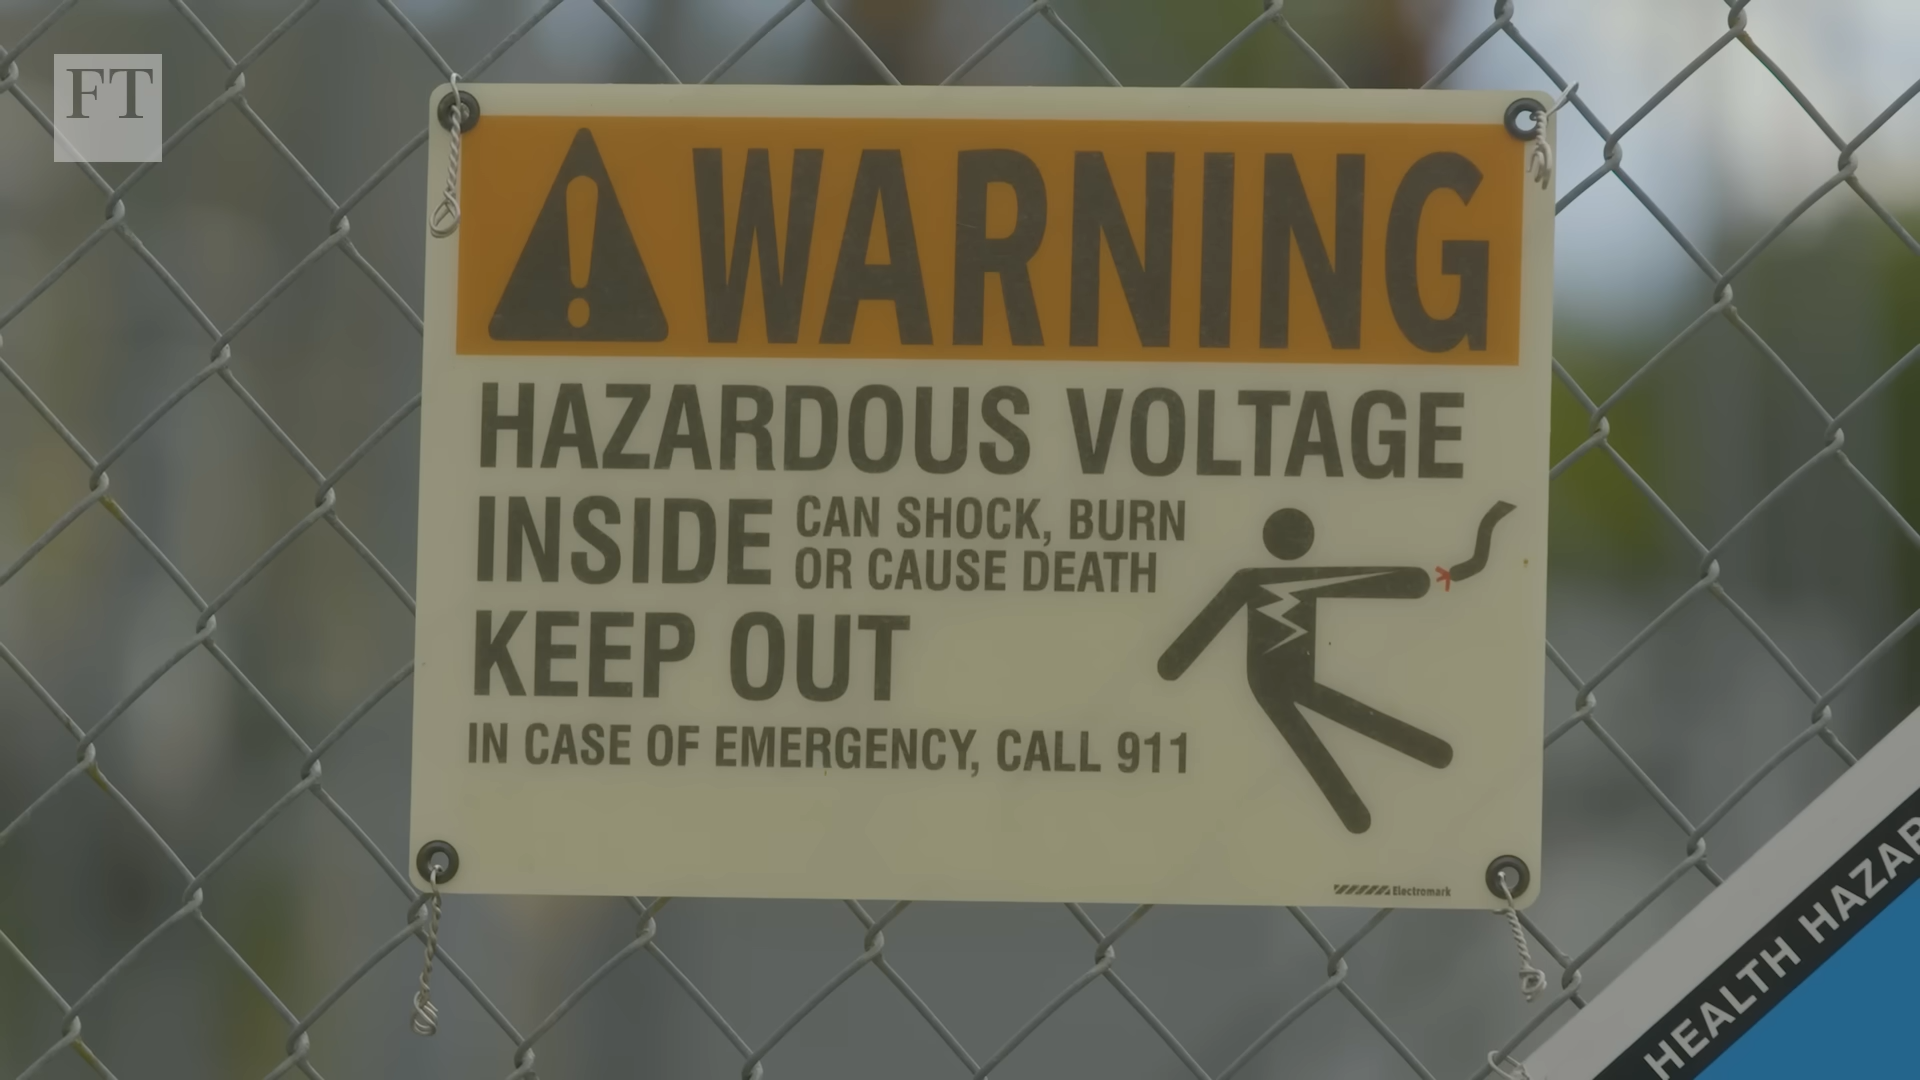 FT
WARNING
HAZARDOUS VOLTAGE
INSIDE CAN SHOCK, BURN
OR CAUSE DEATH
KEEP OUT
IN CASE OF EMERGENCY, CALL 911
Electromark
HEALTH HAZAR